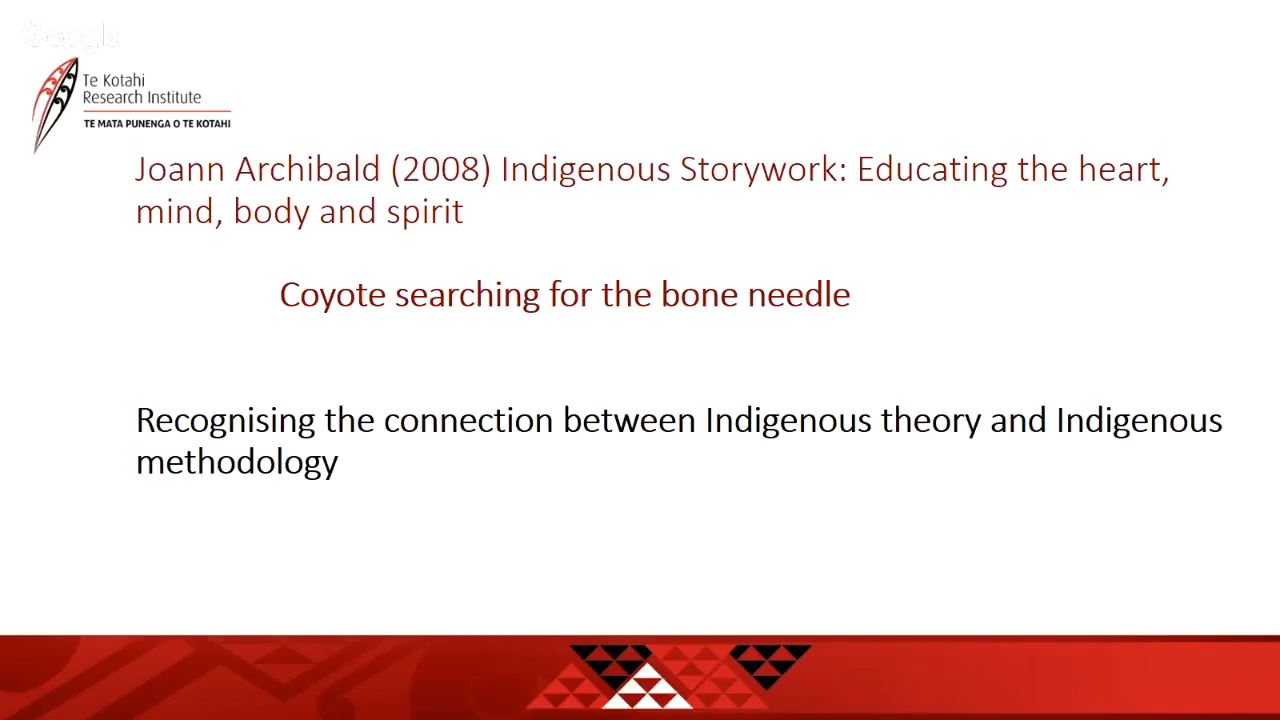 Google
Te Kotahi
Research Institute
TE MATA PUNENGA O TE KOTAHI
Joann Archibald (2008) Indigenous Storywork: Educating the heart,
mind, body and spirit
Coyote searching for the bone needle
Recognising the connection between Indigenous theory and Indigenous
methodology